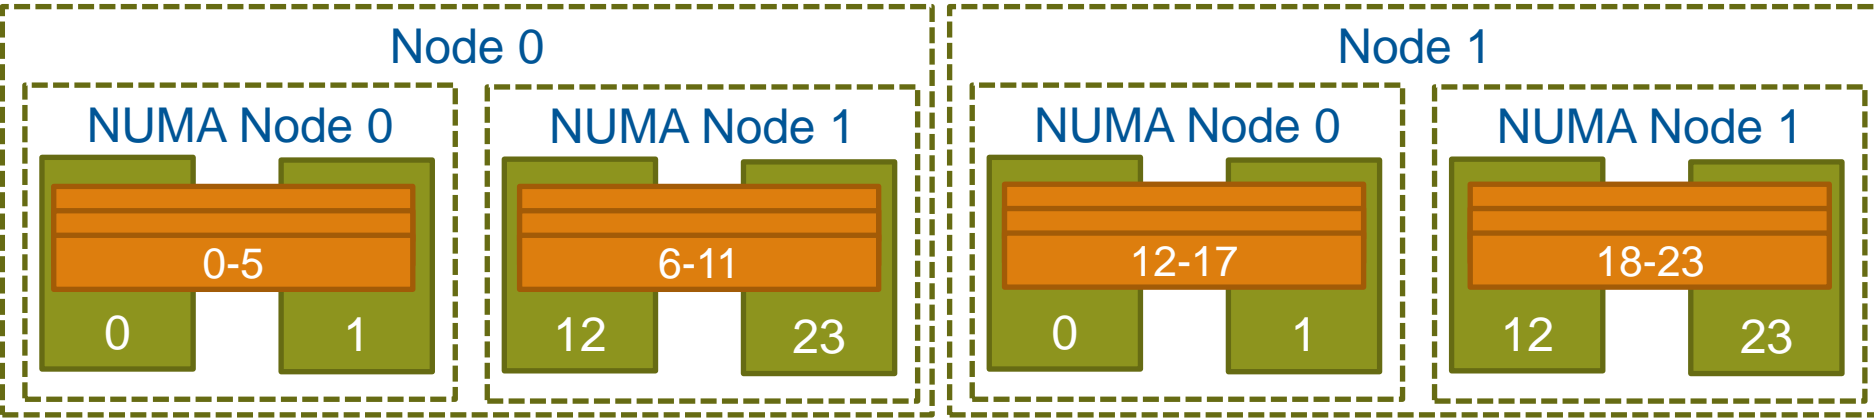 Node 0
NUMA Node 0
0-5
0
1
NUMA Node 1
6-11
12
23
Node 1
NUMA Node 0
12-17
0
1
NUMA Node 1
18-23
12
23